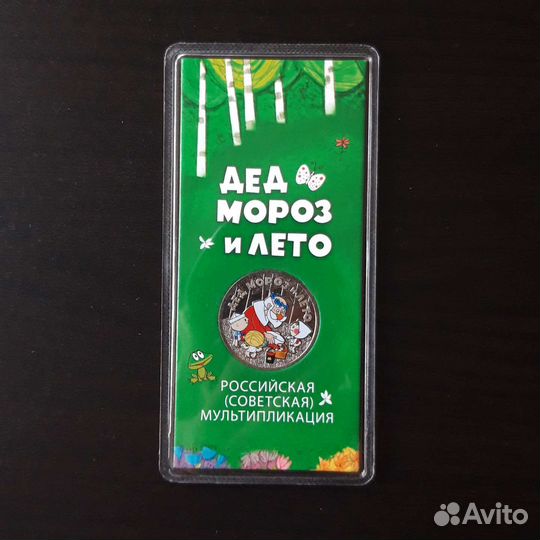 ДЕД
МОРОЗ
и ЛЕТО
ДЕД МОРОЗ И ЛЕТО
РОССИЙСКАЯ
(СОВЕТСКАЯ)
МУЛЬТИПЛИКАЦИЯ
Avito